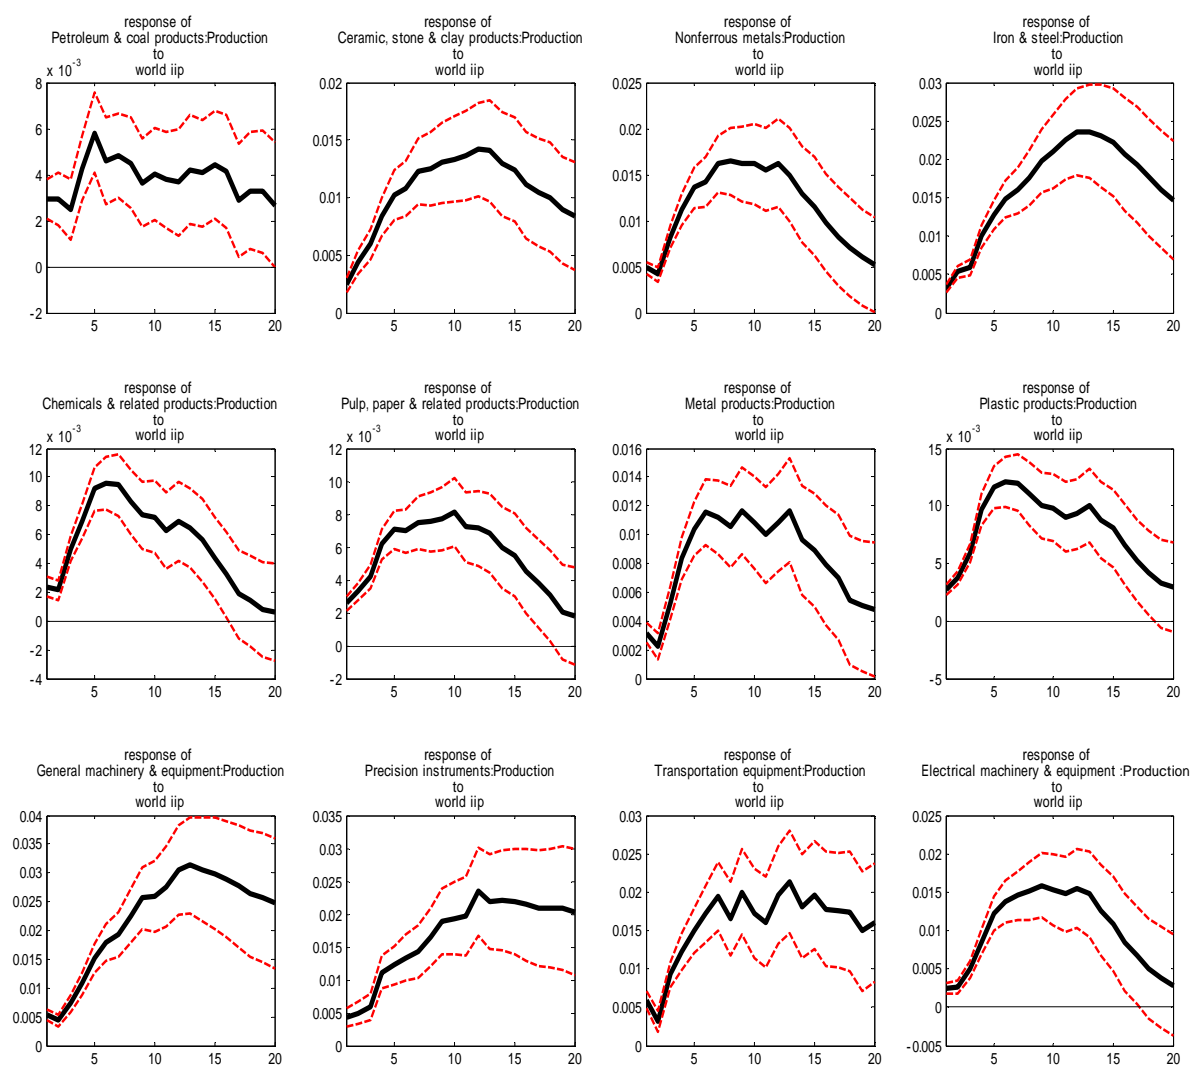 response of
Petroleum & coal products:Production
to
world iip
x 10-3
8
6
4
2
0
-2
5
10
15
20
response of
Ceramic, stone & clay products:Production
to
world iip
0.02
0.015
0.01
0.005
0
5
10
15
20
response of
Nonferrous metals:Production
to
world iip
0.025
0.02
0.015
0.01
0.005
0
5
10
15
20
response of
Iron & steel:Production
to
world iip
0.03
0.025
0.02
0.015
0.01
0.005
0
5
10
15
20
response of
Chemicals & related products:Production
to
world iip
x 10-3
12
10
8
6
4
2
0
-2
-4
5
10
15
20
response of
Pulp, paper & related products:Production
to
world iip
x 10-3
12
10
8
6
4
2
0
-2
5
10
15
20
response of
Metal products:Production
to
world iip
0.016
0.014
0.012
0.01
0.008
0.006
0.004
0.002
0
5
10
15
20
response of
Plastic products:Production
to
world iip
x 10-3
15
10
5
0
-5
5
10
15
20
response of
General machinery & equipment:Production
to
world iip
0.04
0.035
0.03
0.025
0.02
0.015
0.01
0.005
0
5
10
15
20
response of
Precision instruments:Production
to
world iip
0.035
0.03
0.025
0.02
0.015
0.01
0.005
0
5
10
15
20
response of
Transportation equipment:Production
to
world iip
0.03
0.025
0.02
0.015
0.01
0.005
0
5
10
15
20
response of
Electrical machinery & equipment :Production
to
world iip
0.025
0.02
0.015
0.01
0.005
0
-0.005
5
10
15
20